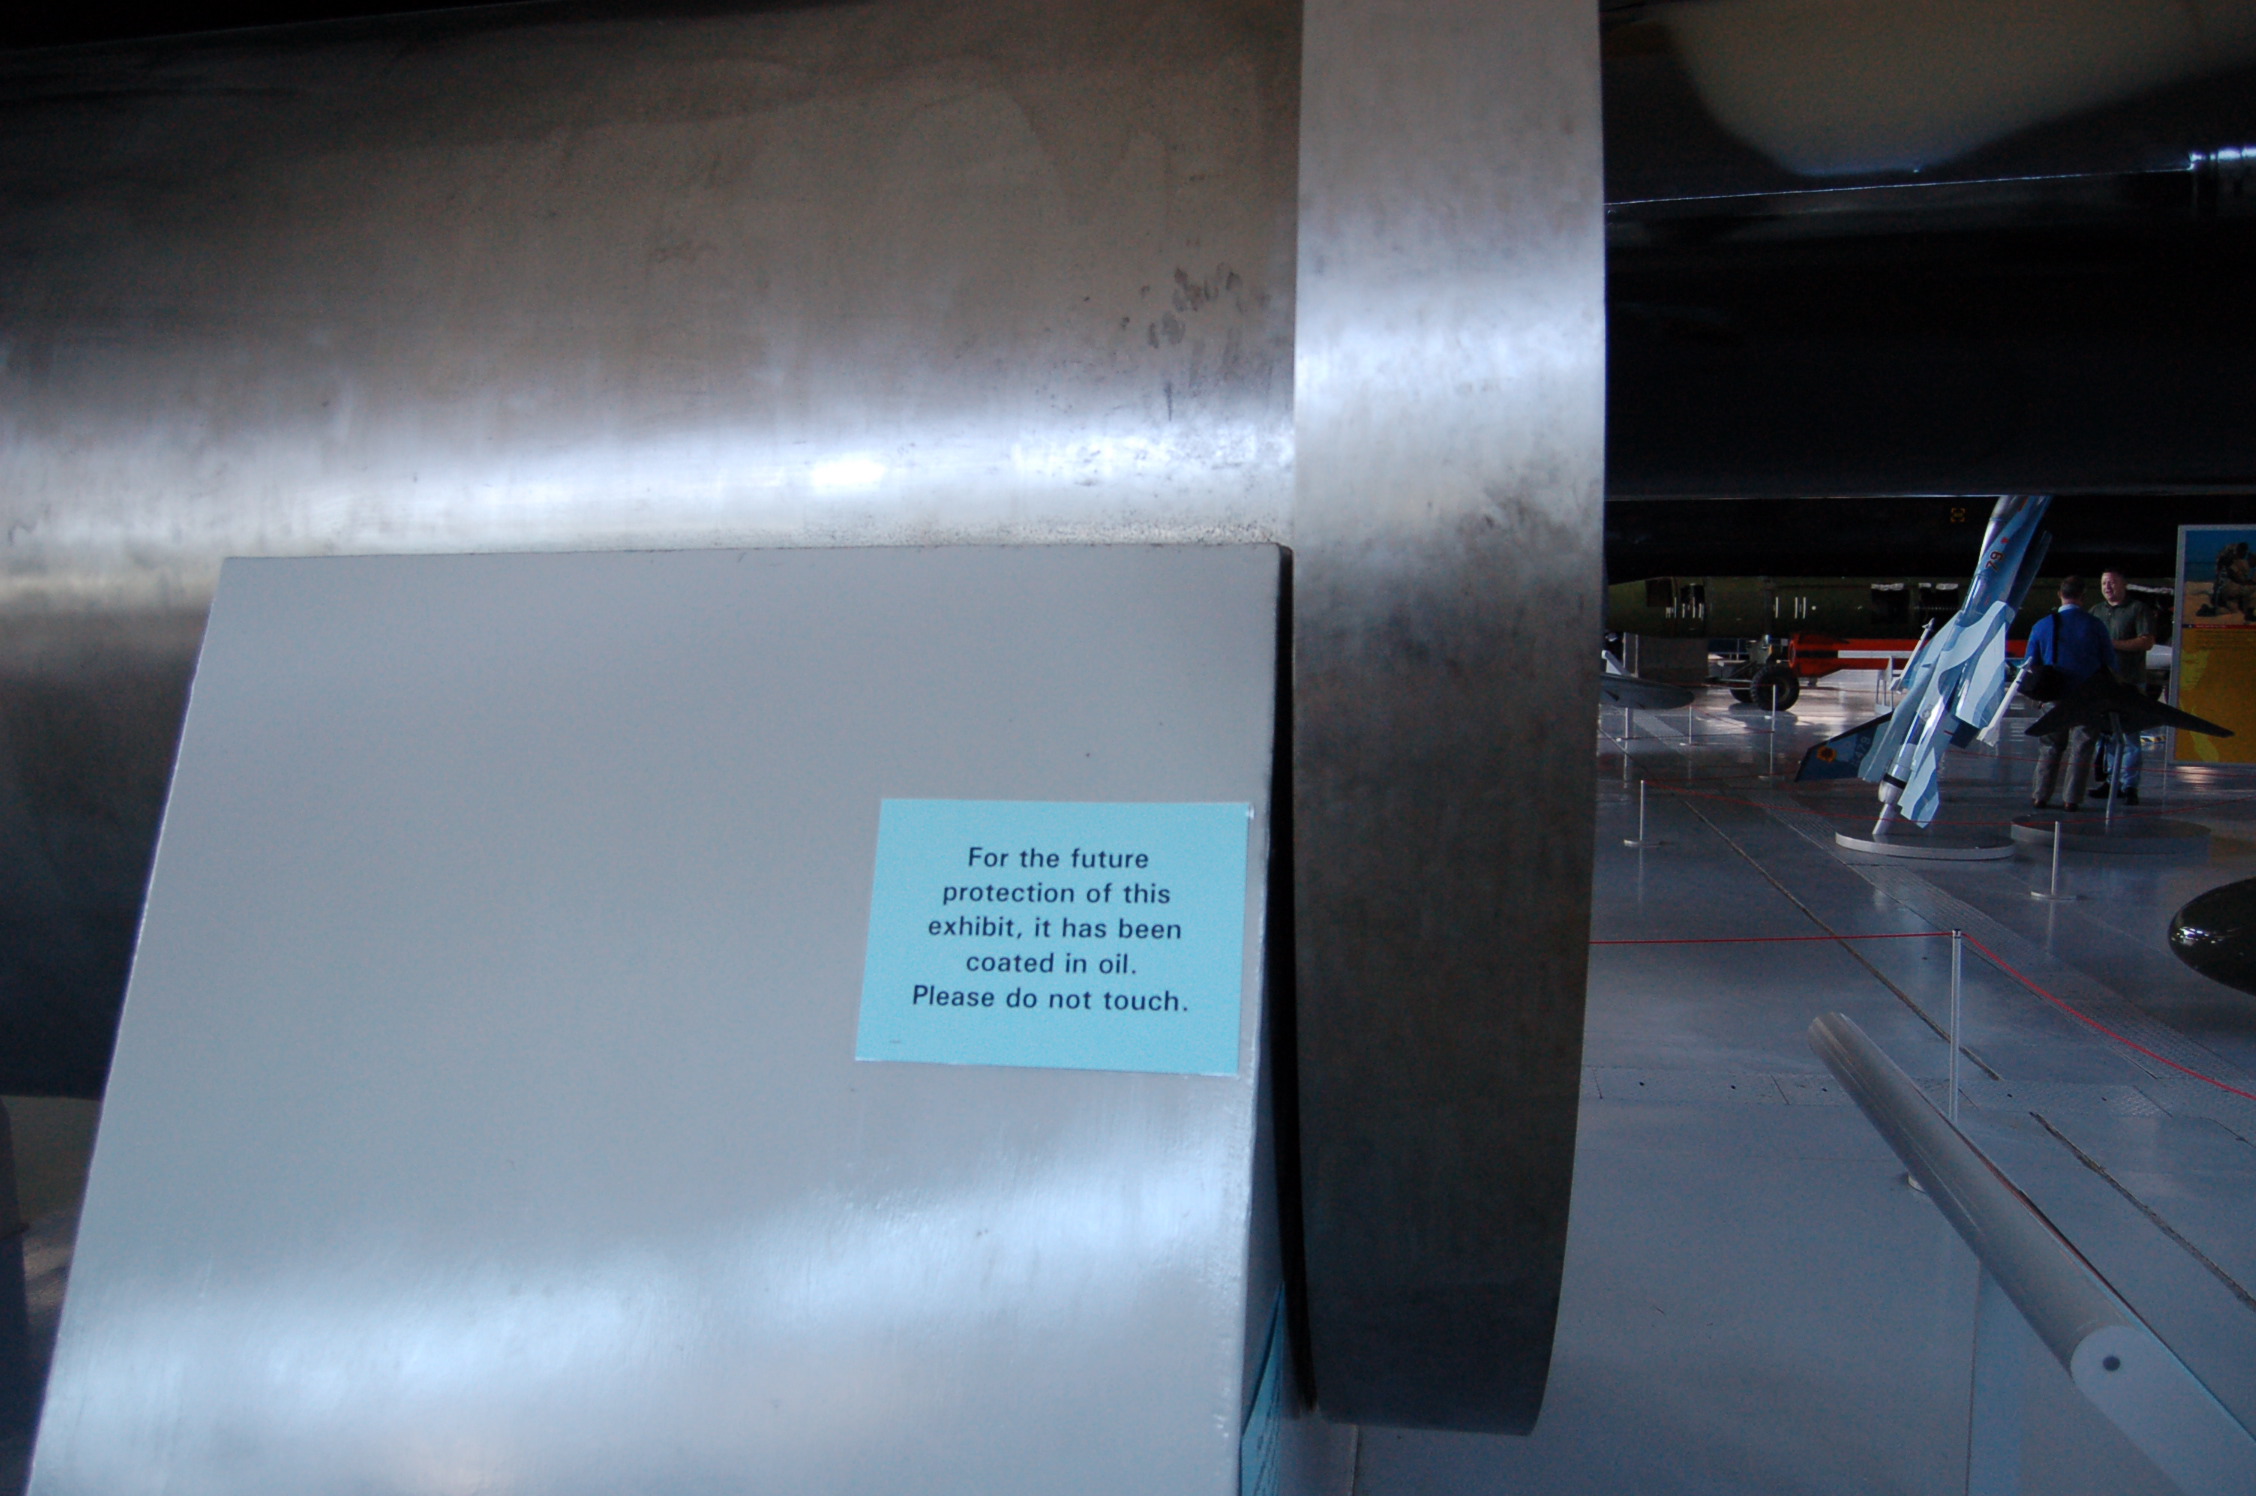 For the future
protection of this
exhibit, it has been
coated in oil.
Please do not touch.